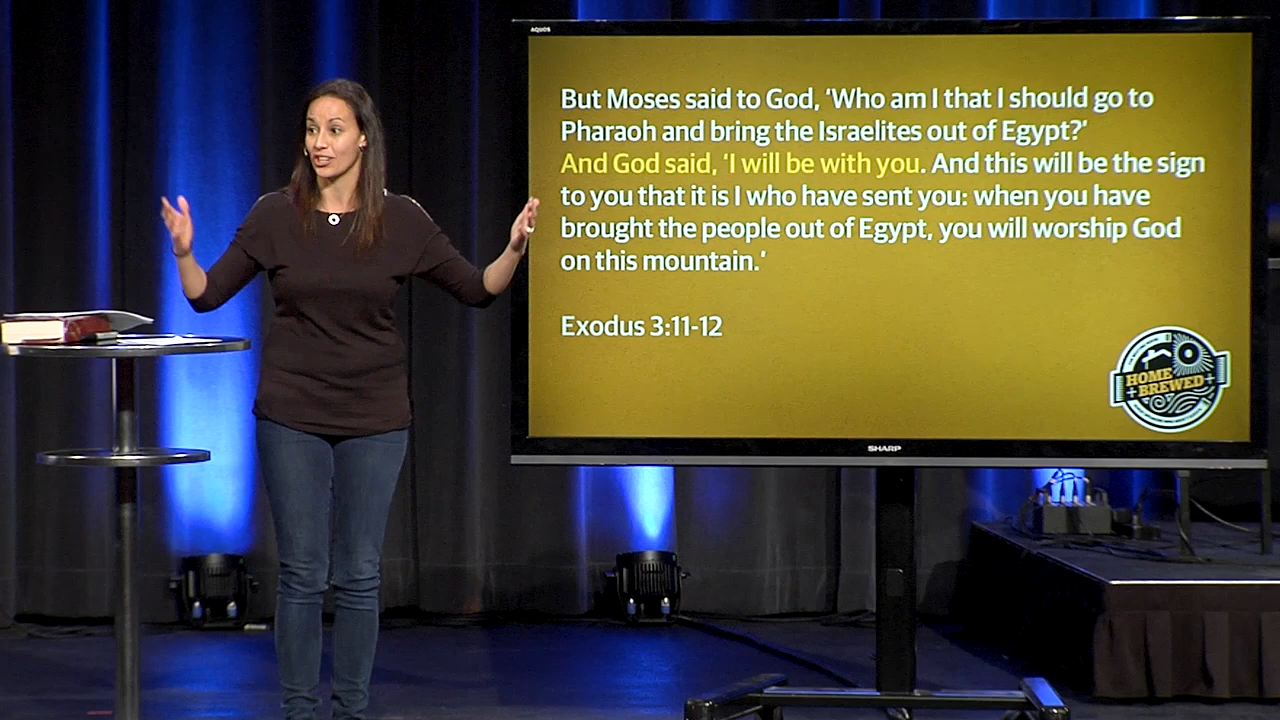 AQUOS
But Moses said to God, ‘Who am I that I should go to
Pharaoh and bring the Israelites out of Egypt?’
And God said, ‘I will be with you. And this will be the sign
to you that it is I who have sent you: when you have
brought the people out of Egypt, you will worship God
on this mountain.’
Exodus 3:11-12
HOME
BREWED
SHARP